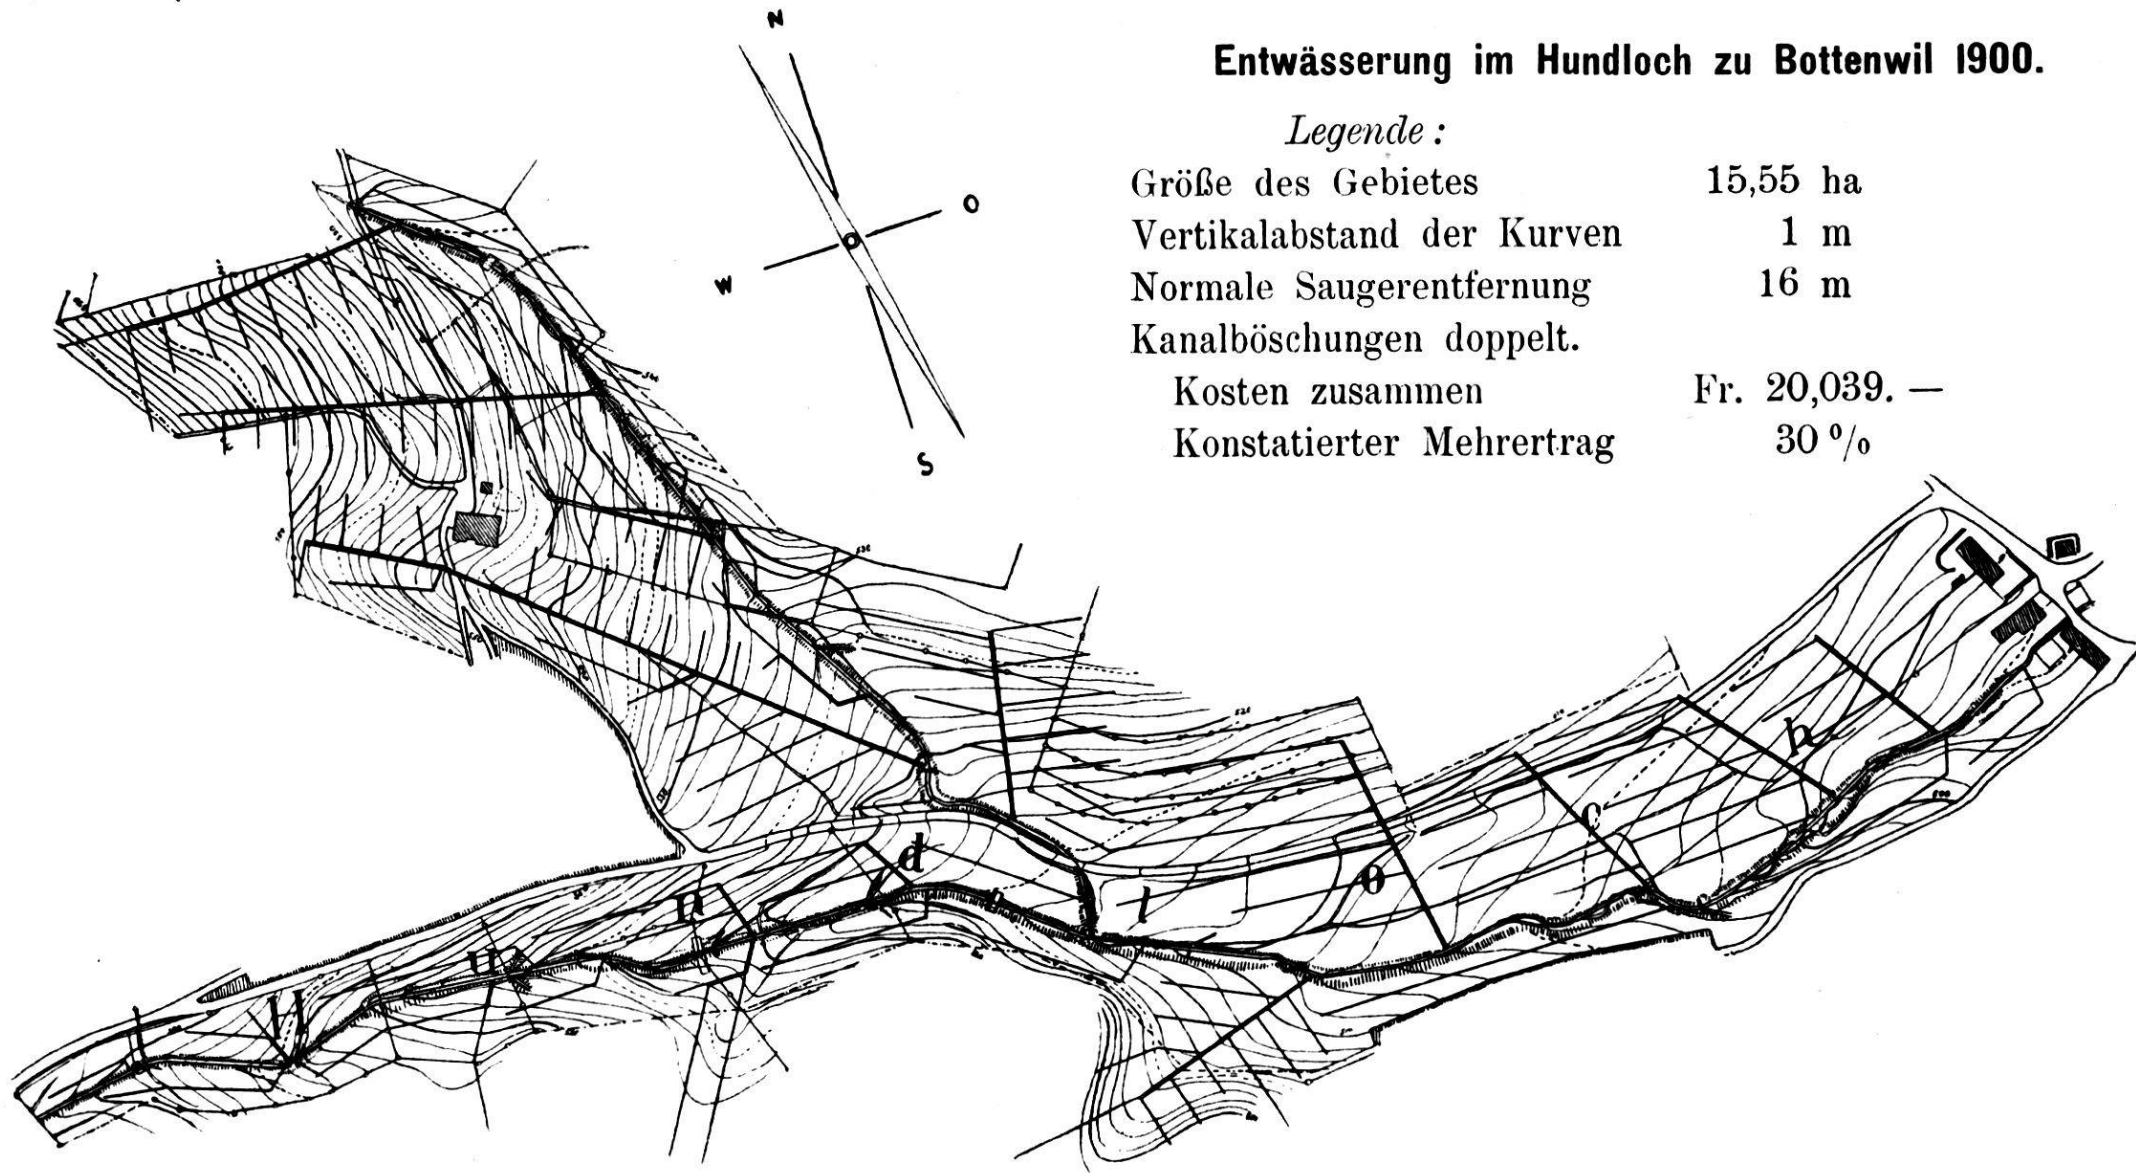 Entwässerung im Hundloch zu Bottenwil 1900.
Legende :
Größe des Gebietes 15,55 ha
Vertikalabstand der Kurven 1 m
Normale Saugerentfernung 16 m
Kanalböschungen doppelt.
Kosten zusammen Fr. 20,039. —
Konstatierter Mehrertrag 30 %
N
O
W
S
H u n d l o c h